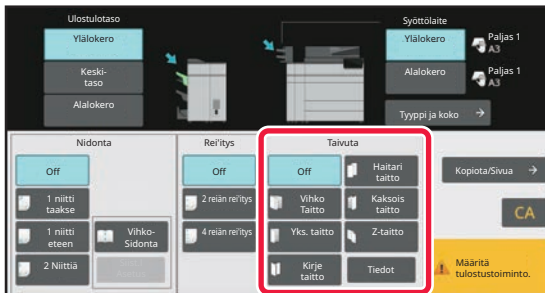 Ulostulotaso
Ylälokero
Keski-
taso
Alalokero
Syöttölaite
Ylälokero
Paljas 1
A3
Alalokero
Paljas 1
A3
Tyyppi ja koko
Nidonta
Off
1 niitti
taakse
1 niitti
eteen
2 Niittiä
Vihko-
Sidonta
Rei'itys
Off
2 reiän rei'itys
4 reiän rei'itys
Taivuta
Off
Haitari
taitto
Vihko
Taitto
Kaksois
taitto
Yks. taitto
Z-taitto
Kirje
taitto
Tiedot
Kopiota/Sivua
CA
Määritä
tulostustoiminto.